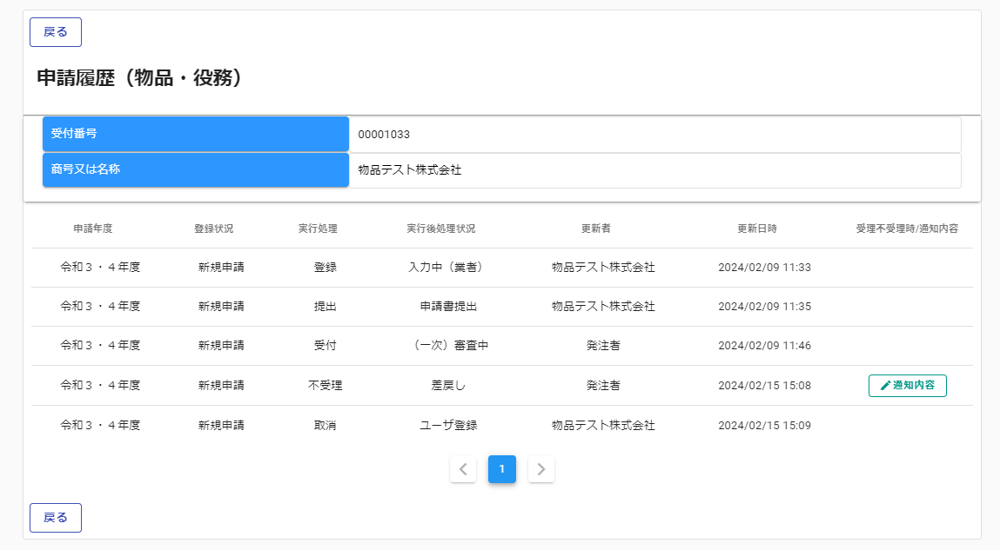 戻る
申請履歴（物品・役務）
受付番号 00001033
商号又は名称 物品テスト株式会社
申請年度 登録状況 実行処理 実行後処理状況 更新者 更新日時 受理不受理時/通知内容
令和３・４年度 新規申請 登録 入力中（業者） 物品テスト株式会社 2024/02/09 11:33
令和３・４年度 新規申請 提出 申請書提出 物品テスト株式会社 2024/02/09 11:35
令和３・４年度 新規申請 受付 （一次）審査中 発注者 2024/02/09 11:46
令和３・４年度 新規申請 不受理 差戻し 発注者 2024/02/15 15:08 通知内容
令和３・４年度 新規申請 取消 ユーザ登録 物品テスト株式会社 2024/02/15 15:09
1
戻る